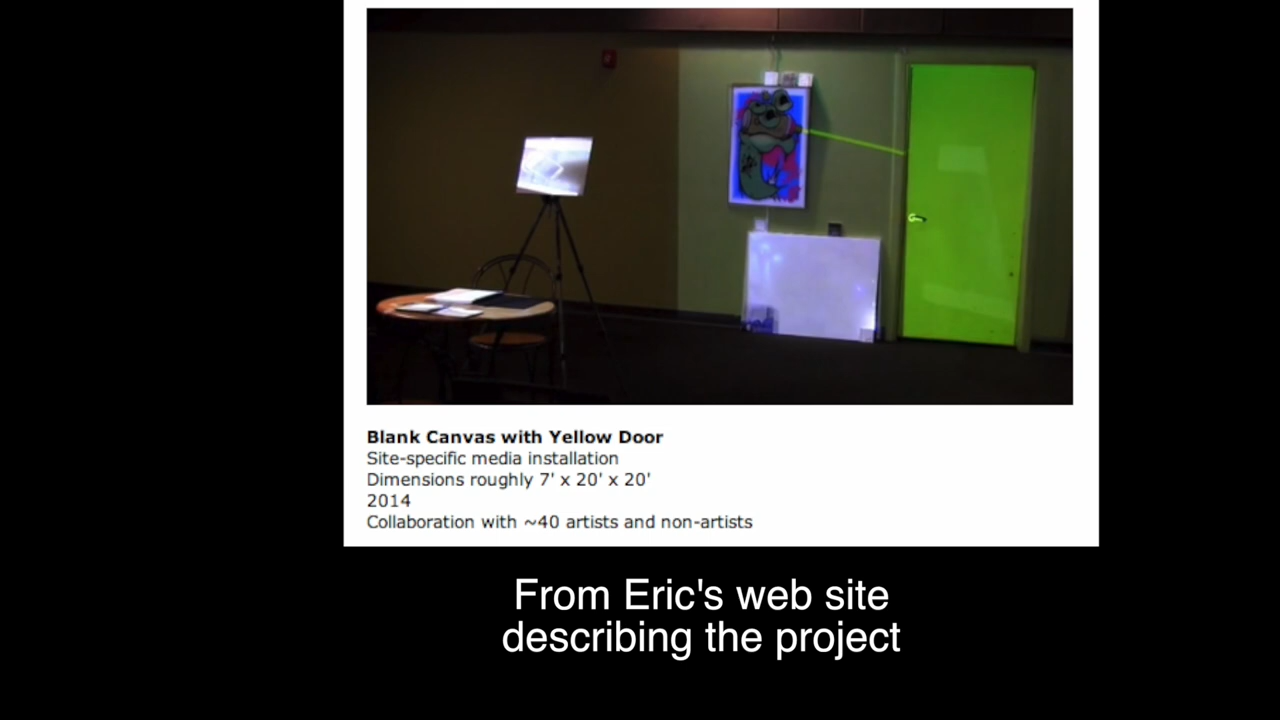 Blank Canvas with Yellow Door
Site-specific media installation
Dimensions roughly 7' x 20' x 20'
2014
Collaboration with ~40 artists and non-artists
From Eric's web site
describing the project